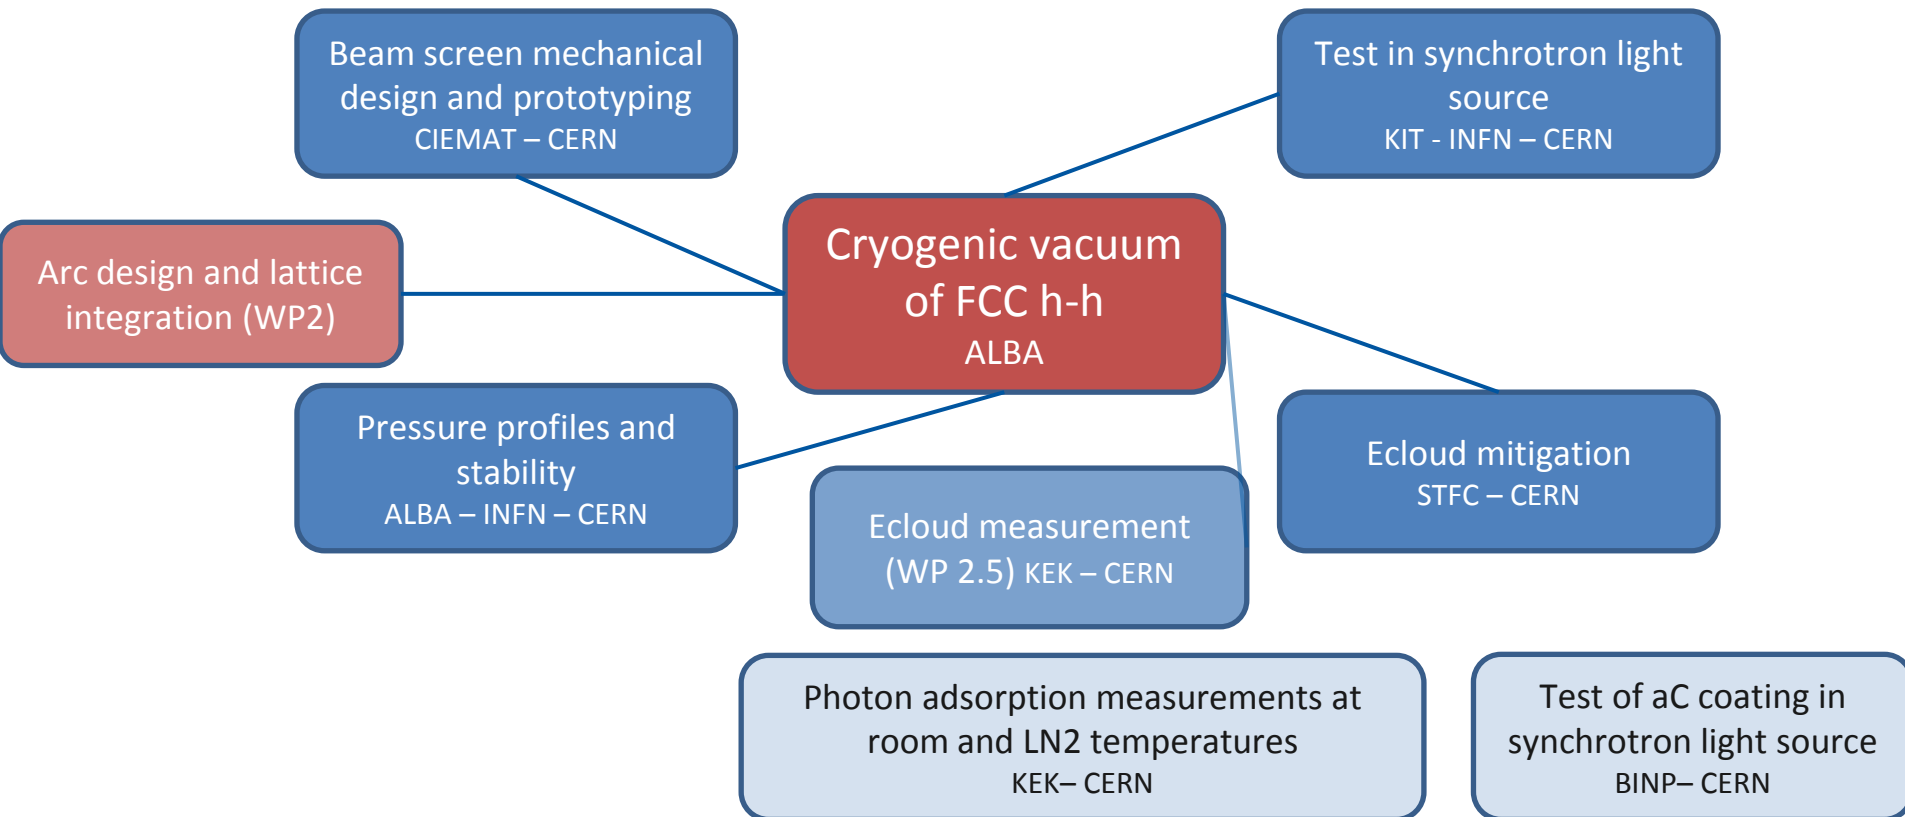 Beam screen mechanical
design and prototyping
CIEMAT – CERN
Test in synchrotron light
source
KIT - INFN – CERN
Arc design and lattice
integration (WP2)
Cryogenic vacuum
of FCC h-h
ALBA
Pressure profiles and
stability
ALBA – INFN – CERN
Ecloud mitigation
STFC – CERN
Ecloud measurement
(WP 2.5) KEK – CERN
Photon adsorption measurements at
room and LN2 temperatures
KEK– CERN
Test of aC coating in
synchrotron light source
BINP– CERN